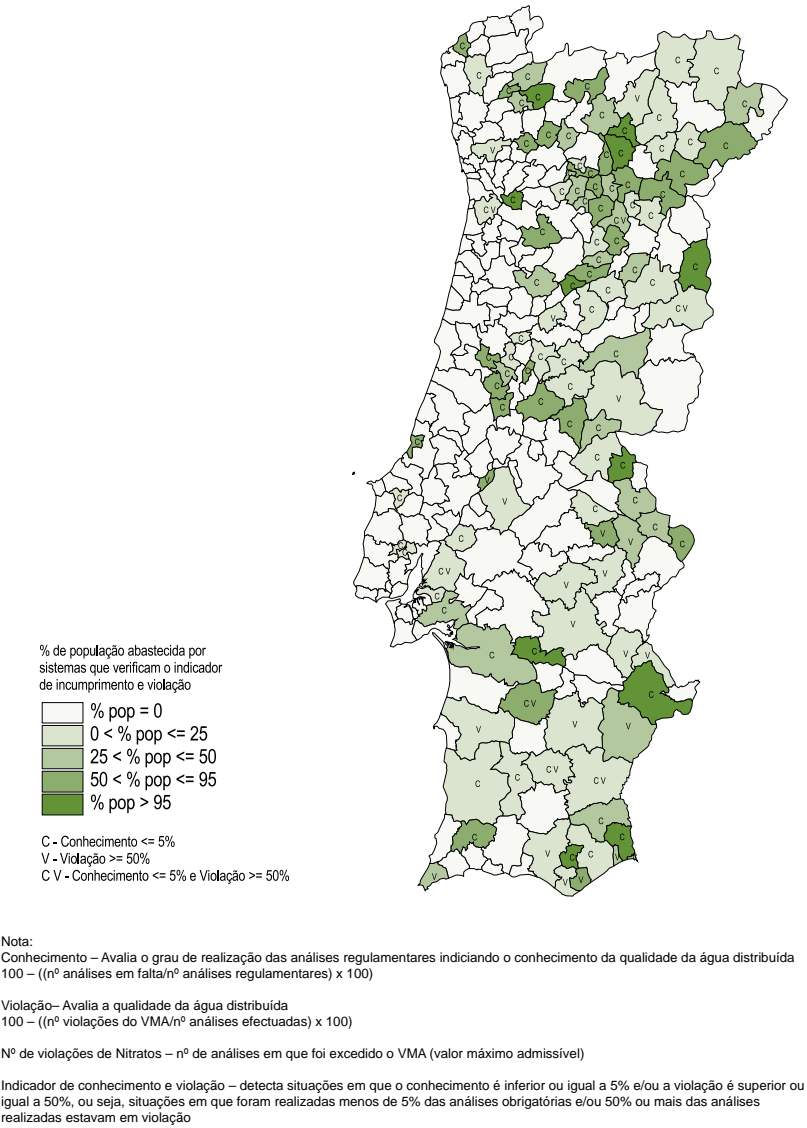 % de população abastecida por
sistemas que verificam o indicador
de incumprimento e violação
% pop = 0
0 < % pop <= 25
25 < % pop <= 50
50 < % pop <= 95
% pop > 95
C - Conhecimento <= 5%
V - Violação >= 50%
C V - Conhecimento <= 5% e Violação >= 50%
Nota:
Conhecimento – Avalia o grau de realização das análises regulamentares indiciando o conhecimento da qualidade da água distribuída
100 – ((nº análises em falta/nº análises regulamentares) x 100)
Violação– Avalia a qualidade da água distribuída
100 – ((nº violações do VMA/nº análises efectuadas) x 100)
Nº de violações de Nitratos – nº de análises em que foi excedido o VMA (valor máximo admissível)
Indicador de conhecimento e violação – detecta situações em que o conhecimento é inferior ou igual a 5% e/ou a violação é superior ou
igual a 50%, ou seja, situações em que foram realizadas menos de 5% das análises obrigatórias e/ou 50% ou mais das análises
realizadas estavam em violação